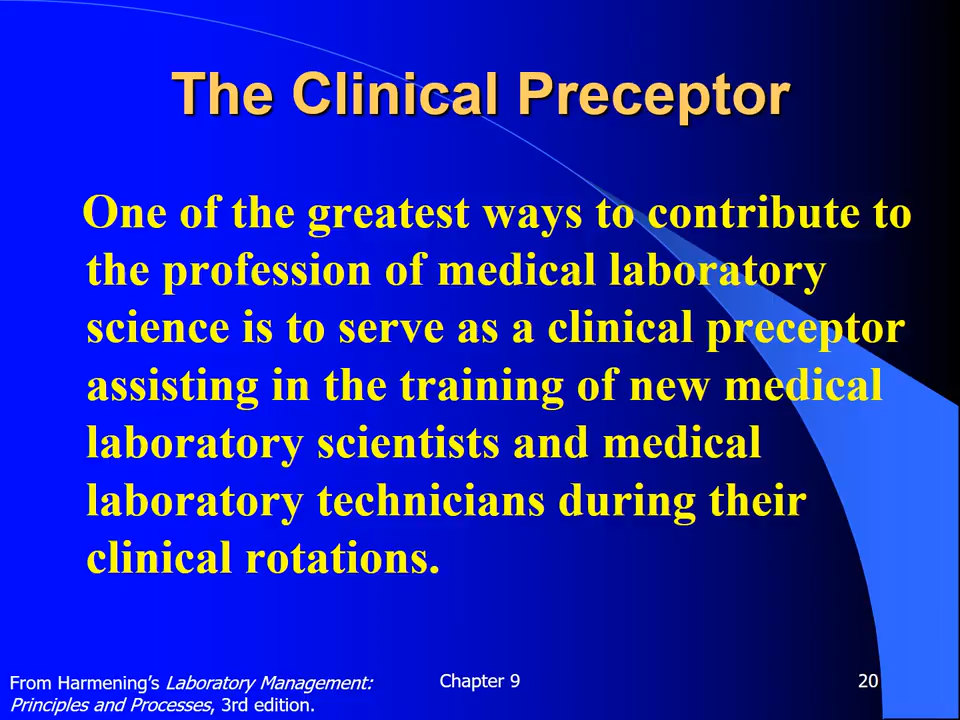 The Clinical Preceptor
One of the greatest ways to contribute to
the profession of medical laboratory
science is to serve as a clinical preceptor
assisting in the training of new medical
laboratory scientists and medical
laboratory technicians during their
clinical rotations.
From Harmening’s Laboratory Management:
Principles and Processes, 3rd edition.
Chapter 9
20